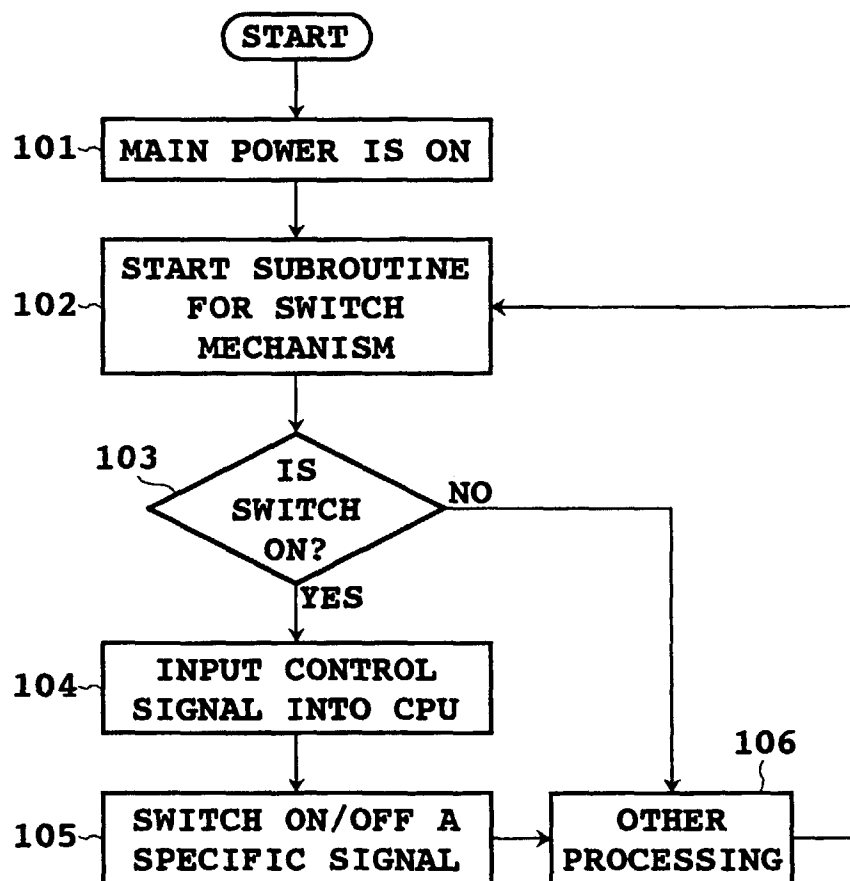 START
101
MAIN POWER IS ON
102
START SUBROUTINE
FOR SWITCH
MECHANISM
103
IS
SWITCH
ON?
NO
YES
104
INPUT CONTROL
SIGNAL INTO CPU
105
SWITCH ON/OFF A
SPECIFIC SIGNAL
106
OTHER
PROCESSING